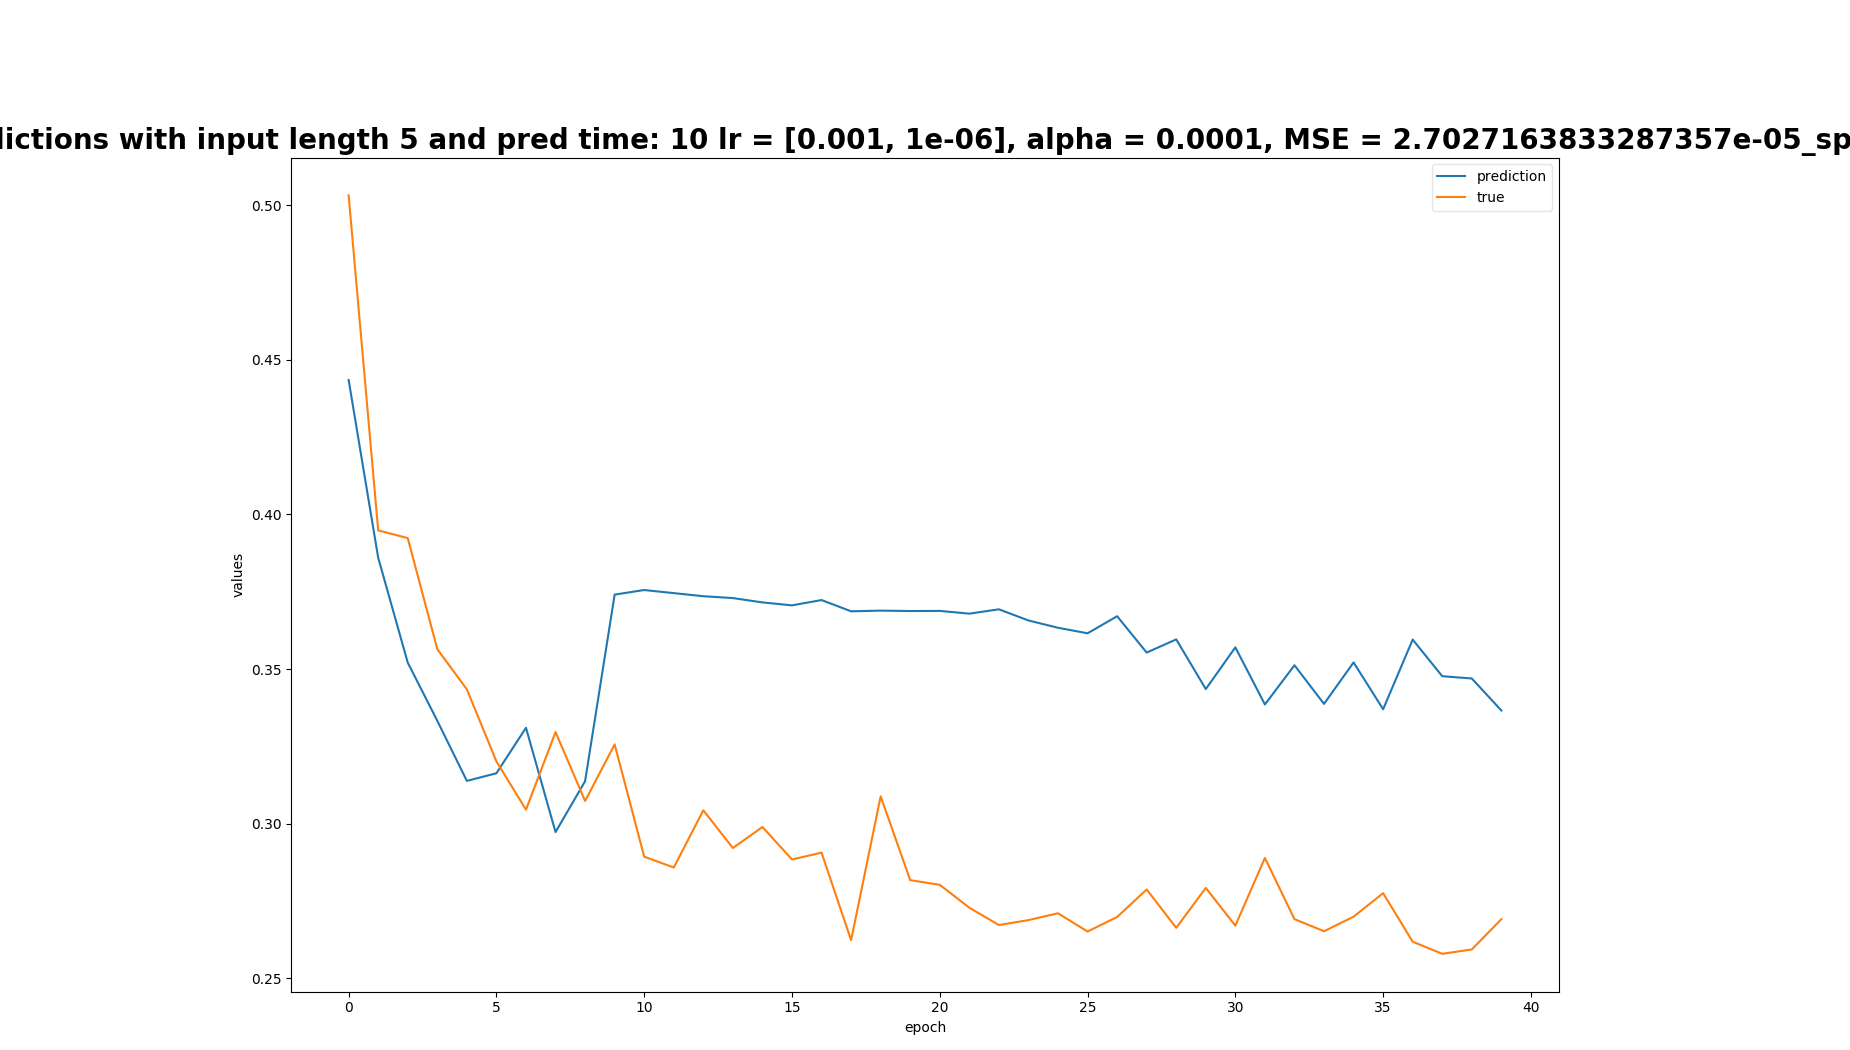 with input length 5 and pred time: 10 lr = [0.001, 1e-06], alpha = 0.0001, MSE = 2.7027163833287357e-05_sp
prediction
true
0.50
0.45
0.40
0.35
0.30
0.25
values
0 5 10 15 20 25 30 35 40
epoch